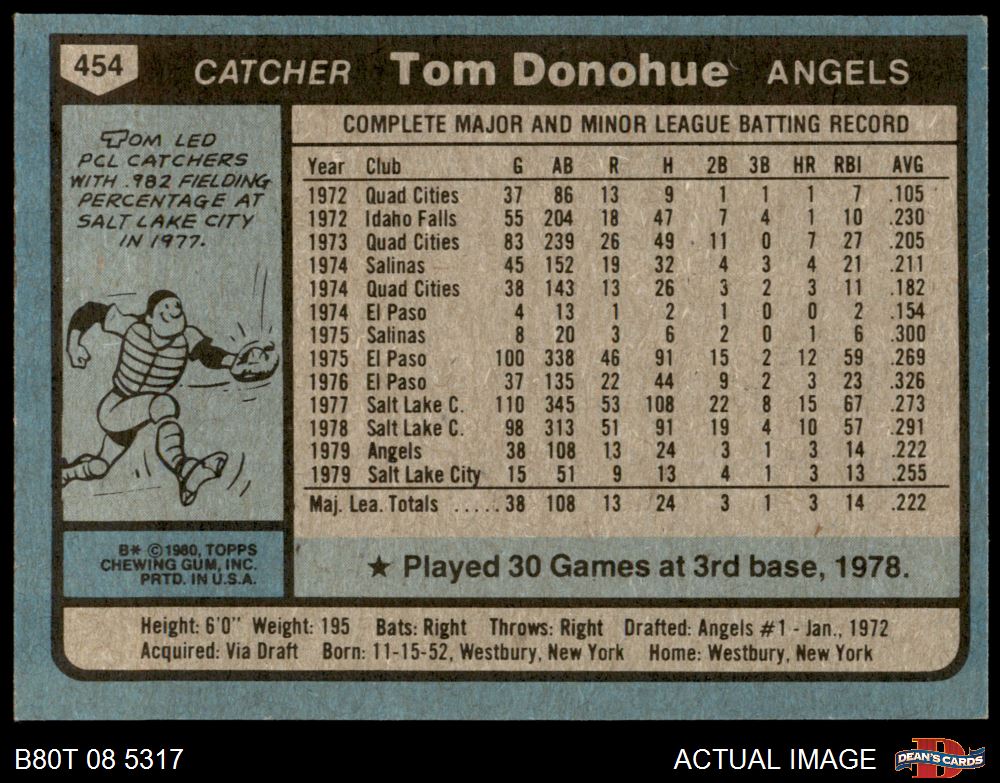 454 CATCHER Tom Donohue ANGELS
TOM LED
PCL CATCHERS
WITH .982 FIELDING
PERCENTAGE AT
SALT LAKE CITY
IN 1977.
COMPLETE MAJOR AND MINOR LEAGUE BATTING RECORD
Year Club G AB R H 2B 3B HR RBI AVG
1972 Quad Cities 37 86 13 9 1 1 1 7 .105
1972 Idaho Falls 55 204 18 47 7 4 1 10 .230
1973 Quad Cities 83 239 26 49 11 0 7 27 .205
1974 Salinas 45 152 19 32 4 3 4 21 .211
1974 Quad Cities 38 143 13 26 3 2 3 11 .182
1974 El Paso 4 13 1 2 1 0 0 2 .154
1975 Salinas 8 20 3 6 2 0 1 6 .300
1975 El Paso 100 338 46 91 15 2 12 59 .269
1976 El Paso 37 135 22 44 9 2 3 23 .326
1977 Salt Lake C. 110 345 53 108 22 8 15 67 .273
1978 Salt Lake C. 98 313 51 91 19 4 10 57 .291
1979 Angels 38 108 13 24 3 1 3 14 .222
1979 Salt Lake City 15 51 9 13 4 1 3 13 .255
Maj. Lea. Totals .....38 108 13 24 3 1 3 14 .222
B* ©1980, TOPPS
CHEWING GUM, INC.
PRTD. IN U.S.A.
★ Played 30 Games at 3rd base, 1978.
Height: 6'0" Weight: 195 Bats: Right Throws: Right Drafted: Angels #1 - Jan., 1972
Acquired: Via Draft Born: 11-15-52, Westbury, New York Home: Westbury, New York
B80T 08 5317 ACTUAL IMAGE D DEAN'S CARDS